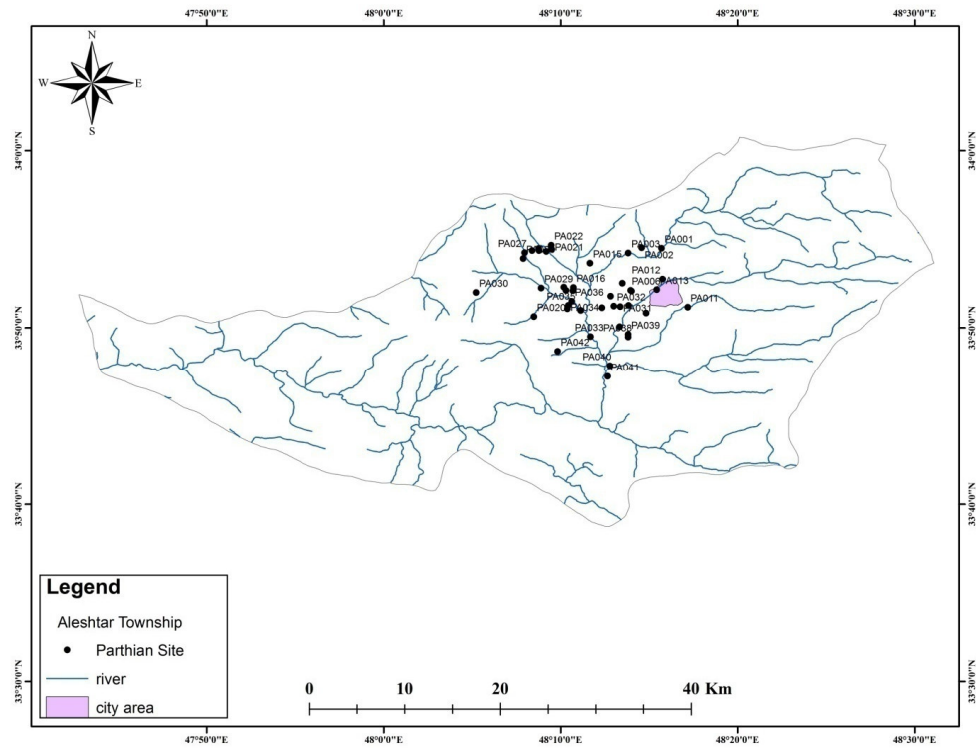 47°50'0"E 48°0'0"E 48°10'0"E 48°20'0"E 48°30'0"E
N
W E
S
34°0'0"N 34°0'0"N
PA022
PA027 PA021
PA003 PA001
PA002
PA015
PA012
PA030 PA029 PA016 PA006 PA013
PA036 PA032 PA011
PA020 PA034 PA031
33°50'0"N 33°50'0"N
PA033 PA038 PA039
PA042
PA040
PA041
33°40'0"N 33°40'0"N
Legend
Aleshtar Township
Parthian Site
river
city area
33°30'0"N 33°30'0"N
0 10 20 40 Km
47°50'0"E 48°0'0"E 48°10'0"E 48°20'0"E 48°30'0"E